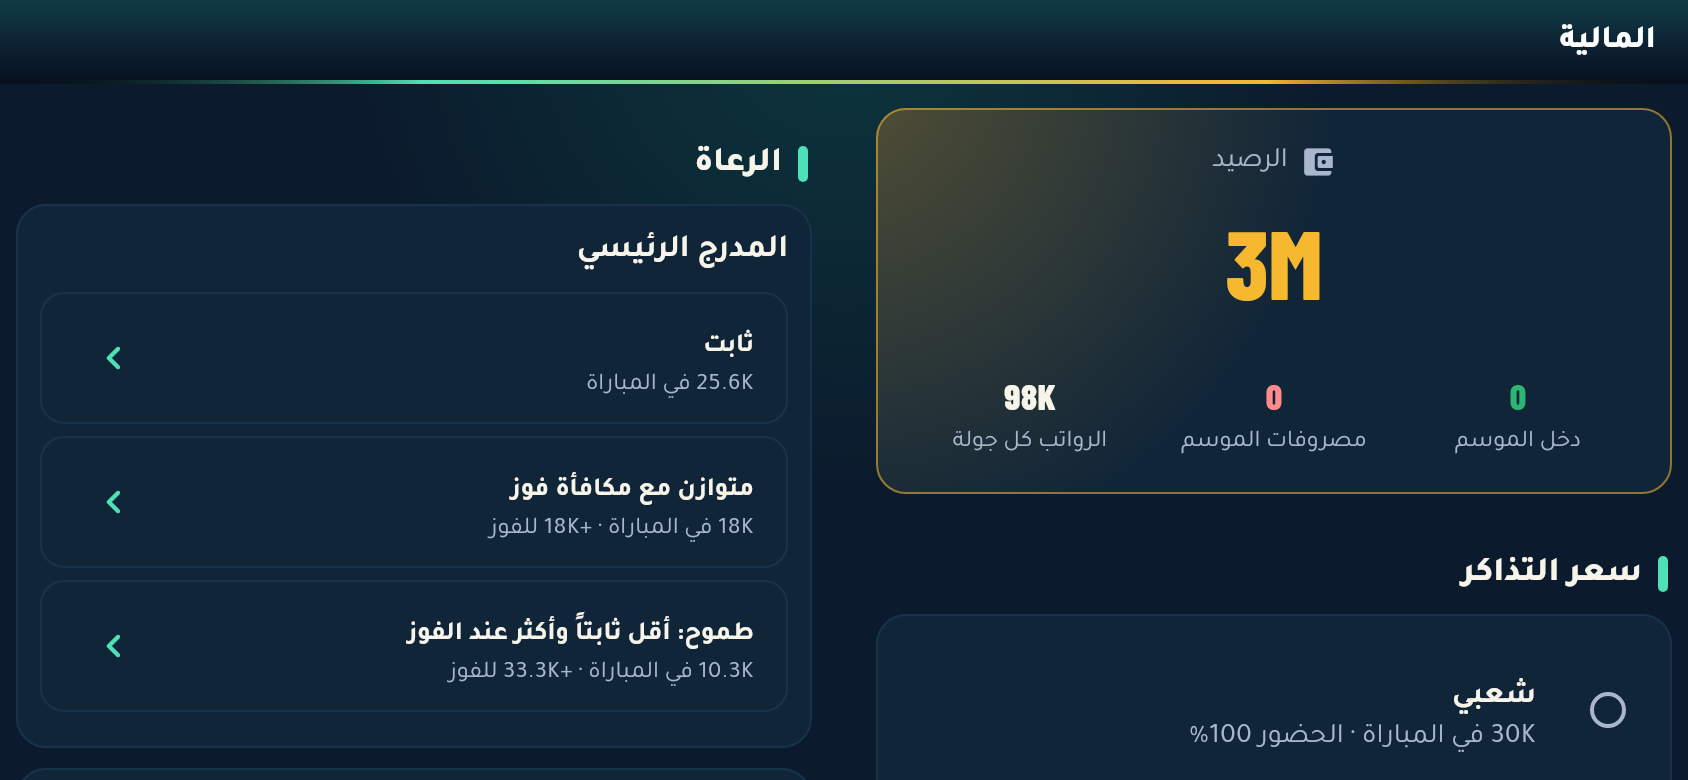 المالية
الرصيد
3M
0
دخل الموسم
0
مصروفات الموسم
98K
الرواتب كل جولة
سعر التذاكر
شعبي
30K في المباراة · الحضور 100%
الرعاة
المدرج الرئيسي
ثابت
25.6K في المباراة
متوازن مع مكافأة فوز
18K في المباراة · +18K للفوز
طموح: أقل ثابتاً وأكثر عند الفوز
10.3K في المباراة · +33.3K للفوز